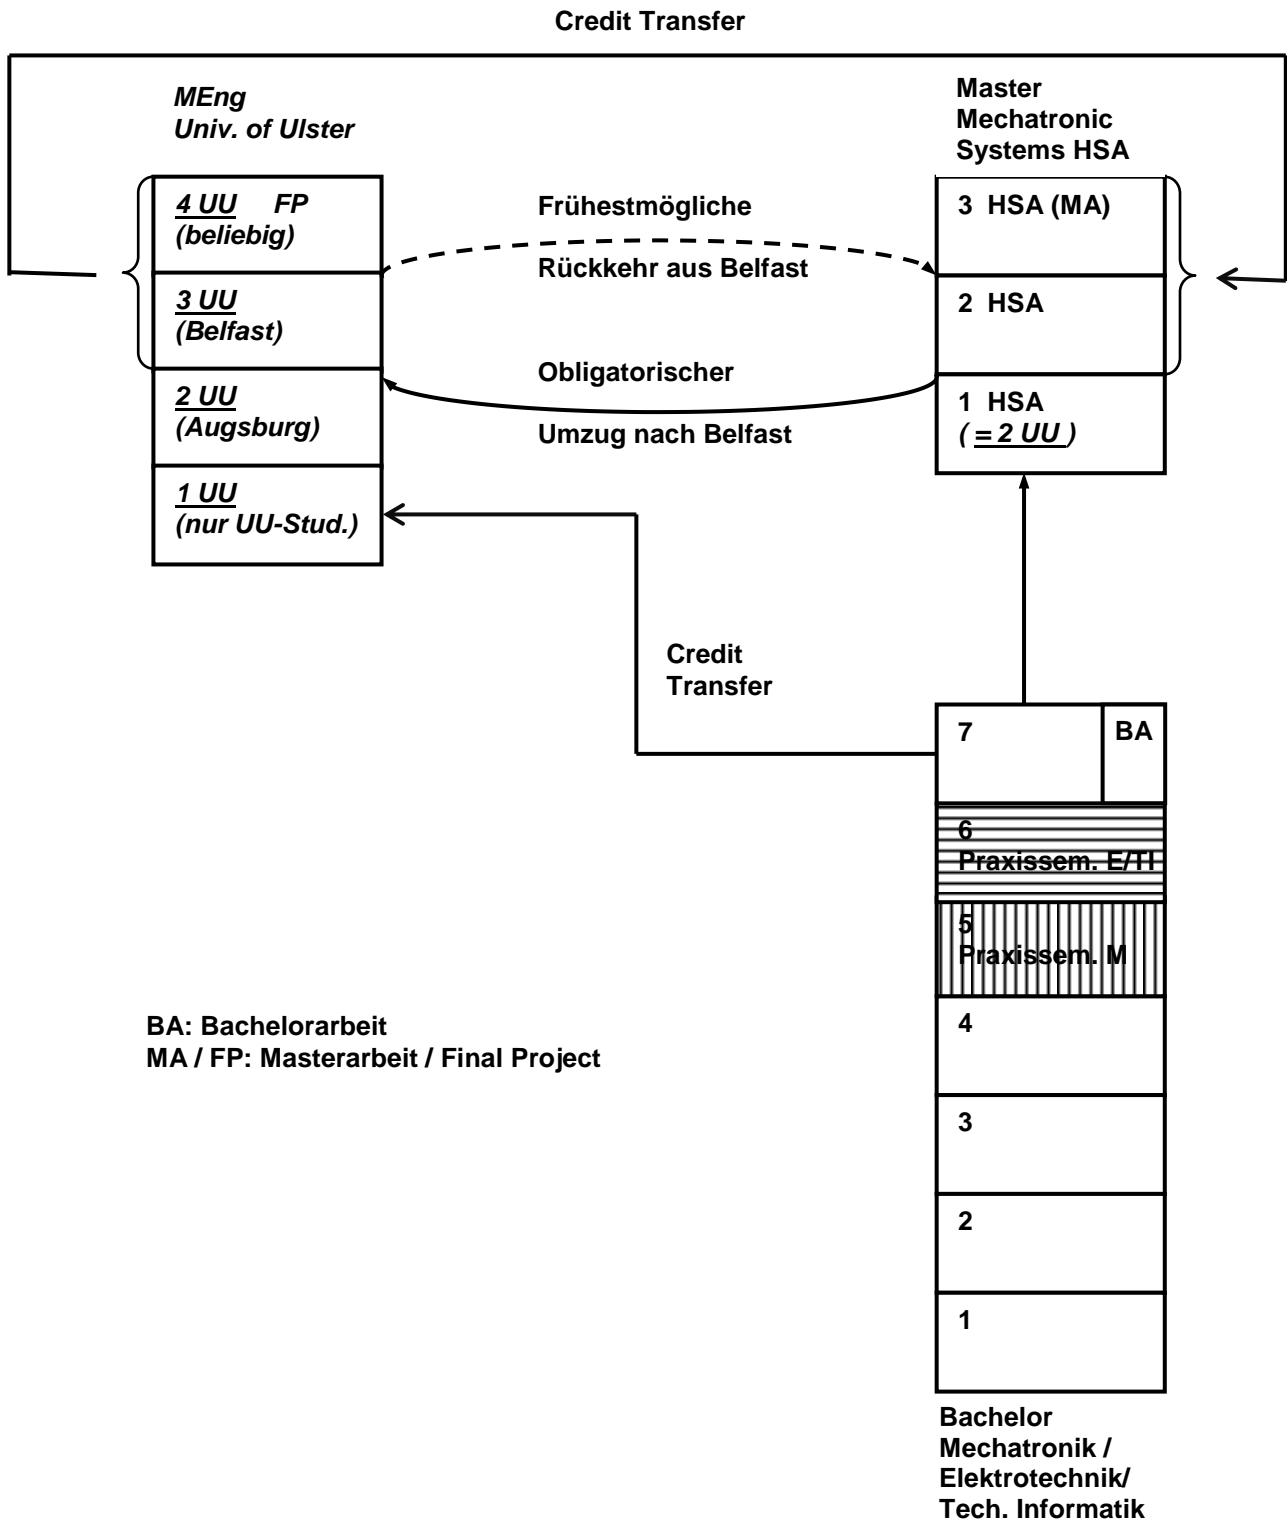 Credit Transfer
MEng
Univ. of Ulster
4 UU FP
(beliebig)
3 UU
(Belfast)
2 UU
(Augsburg)
1 UU
(nur UU-Stud.)
Frühestmögliche
Rückkehr aus Belfast
Obligatorischer
Umzug nach Belfast
Master
Mechatronic
Systems HSA
3 HSA (MA)
2 HSA
1 HSA
( = 2 UU )
Credit
Transfer
7
BA
6
Praxissem. E/TI
5
Praxissem. M
4
3
2
1
Bachelor
Mechatronik /
Elektrotechnik/
Tech. Informatik
BA: Bachelorarbeit
MA / FP: Masterarbeit / Final Project